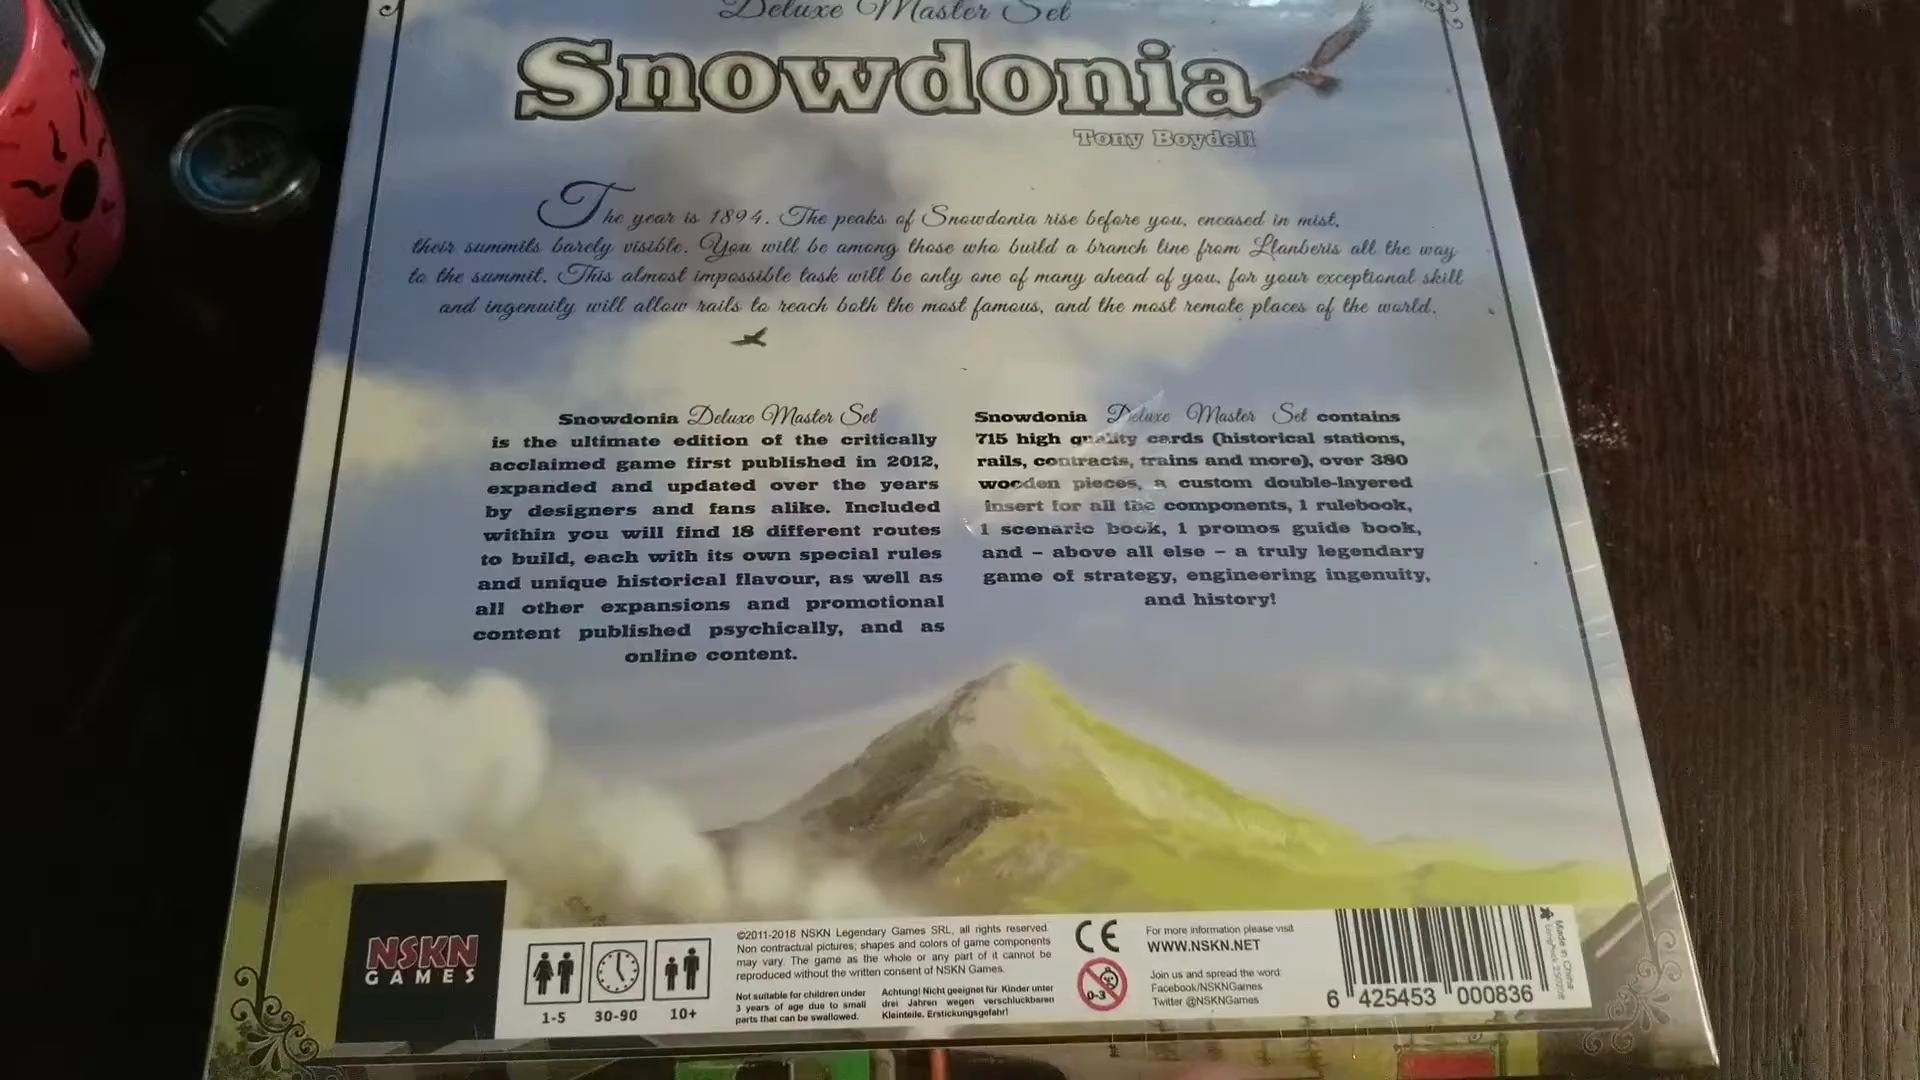 Deluxe Master Set
Snowdonia
Tony Boydell
The year is 1894. The peaks of Snowdonia rise before you, encased in mist,
their summits barely visible. You will be among those who build a branch line from Llanberis all the way
to the summit. This almost impossible task will be only one of many ahead of you, for your exceptional skill
and ingenuity will allow rails to reach both the most famous, and the most remote places of the world.
Snowdonia Deluxe Master Set
is the ultimate edition of the critically
acclaimed game first published in 2012,
expanded and updated over the years
by designers and fans alike. Included
within you will find 18 different routes
to build, each with its own special rules
and unique historical flavour, as well as
all other expansions and promotional
content published psychically, and as
online content.
Snowdonia Deluxe Master Set contains
715 high quality cards (historical stations,
rails, contracts, trains and more), over 380
wooden pieces, a custom double-layered
insert for all the components, 1 rulebook,
1 scenario book, 1 promos guide book,
and – above all else – a truly legendary
game of strategy, engineering ingenuity,
and history!
NSKN
GAMES
1-5
30-90
10+
©2011-2018 NSKN Legendary Games SRL, all rights reserved.
Non contractual pictures; shapes and colors of game components
may vary. The game as the whole or any part of it cannot be
reproduced without the written consent of NSKN Games.
Not suitable for children under
3 years of age due to small
parts that can be swallowed.
Achtung! Nicht geeignet für Kinder unter
drei Jahren wegen verschluckbaren
Kleinteile. Erstickungsgefahr!
CE
0-3
For more information please visit
WWW.NSKN.NET
Join us and spread the word:
Facebook/NSKNGames
Twitter @NSKNGames
6 425453 000836
Made in China